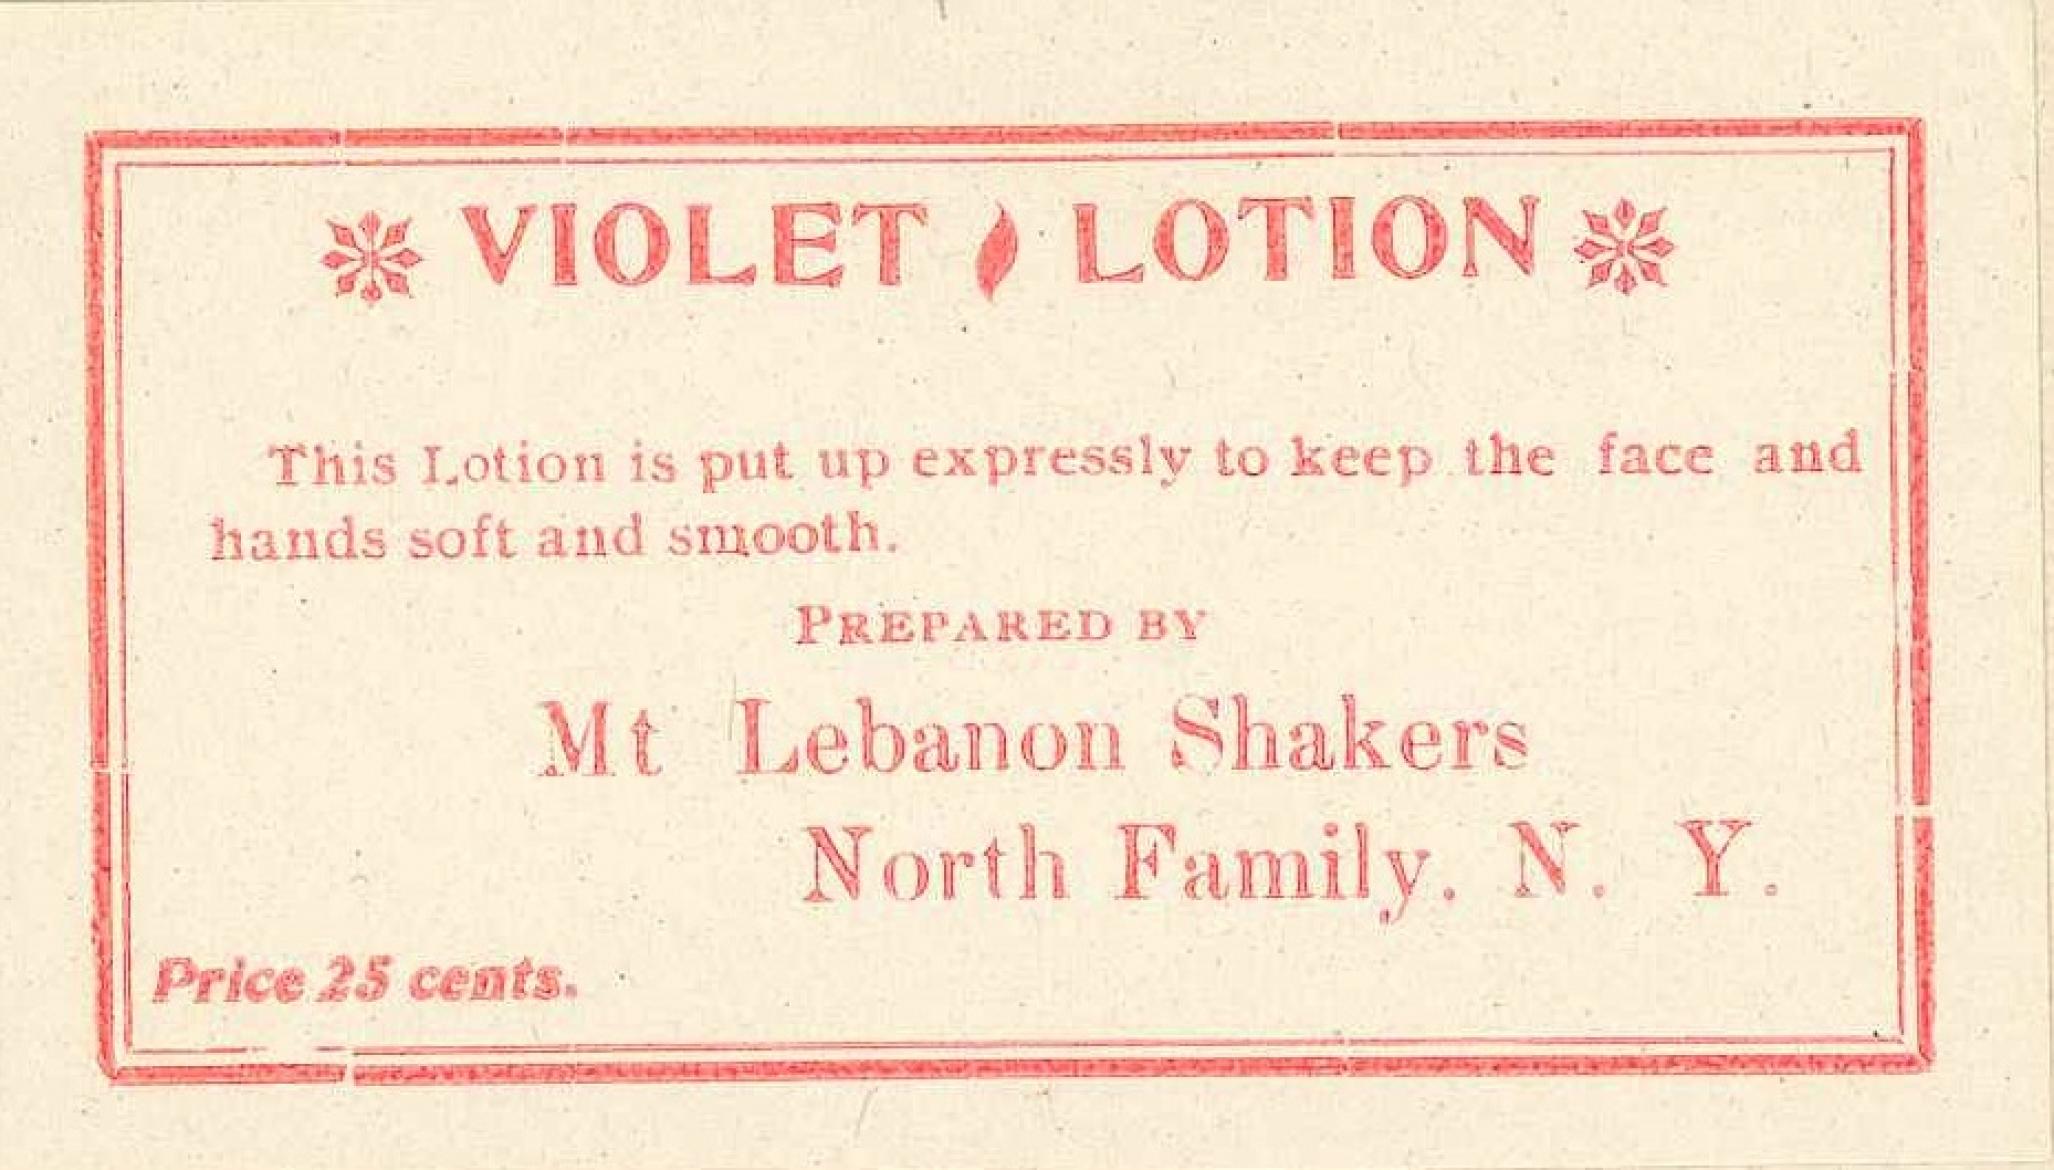 VIOLET LOTION
This Lotion is put up expressly to keep the face and
hands soft and smooth.
PREPARED BY
Mt Lebanon Shakers
North Family. N. Y.
Price 25 cents.